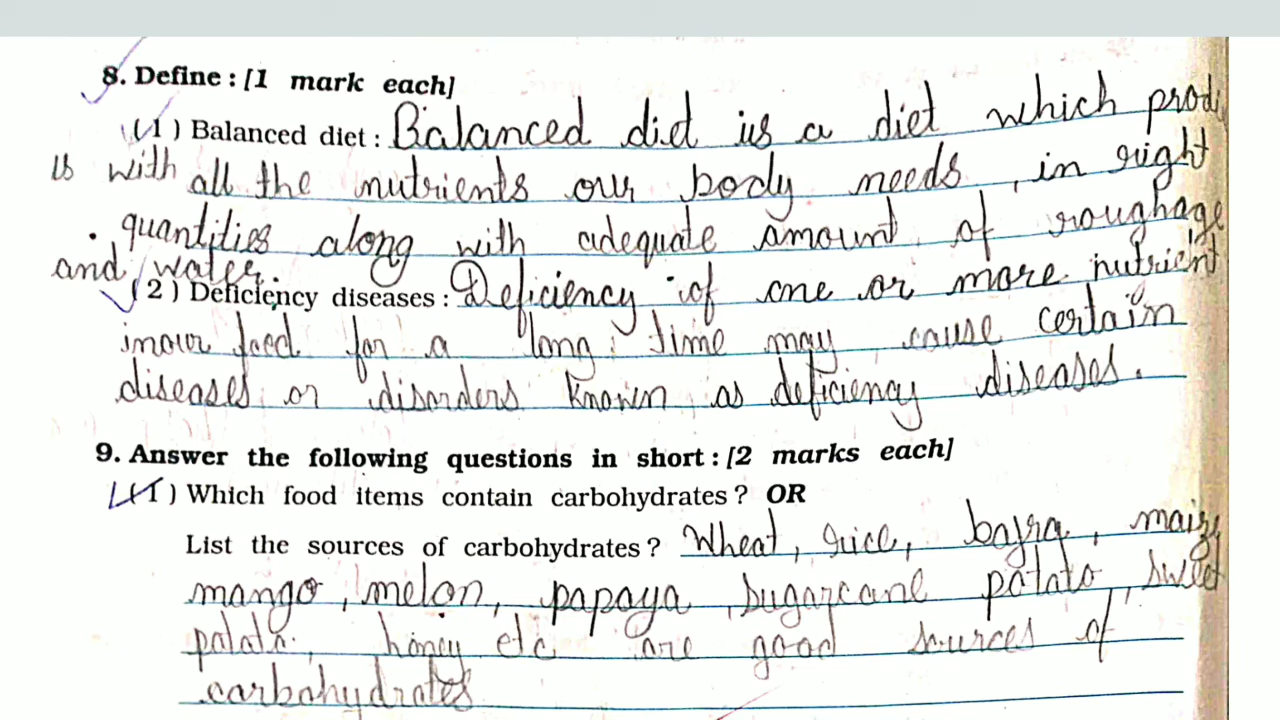 8. Define : [1 mark each]
(1) Balanced diet : Balanced diet is a diet which
us with all the nutrients our body needs , in right
quantities along with adequate amount of roughage
and water.
(2) Deficiency diseases : Deficiency of one or more nutrient
in our food for a long time may cause certain
diseases or disorders known as deficiency diseases.
9. Answer the following questions in short : [2 marks each]
(1) Which food items contain carbohydrates ? OR
List the sources of carbohydrates ? Wheat, rice, bajra , maize,
mango , melon, papaya , sugarcane potato , sweet
potato, honey etc are good sources of
carbohydrates